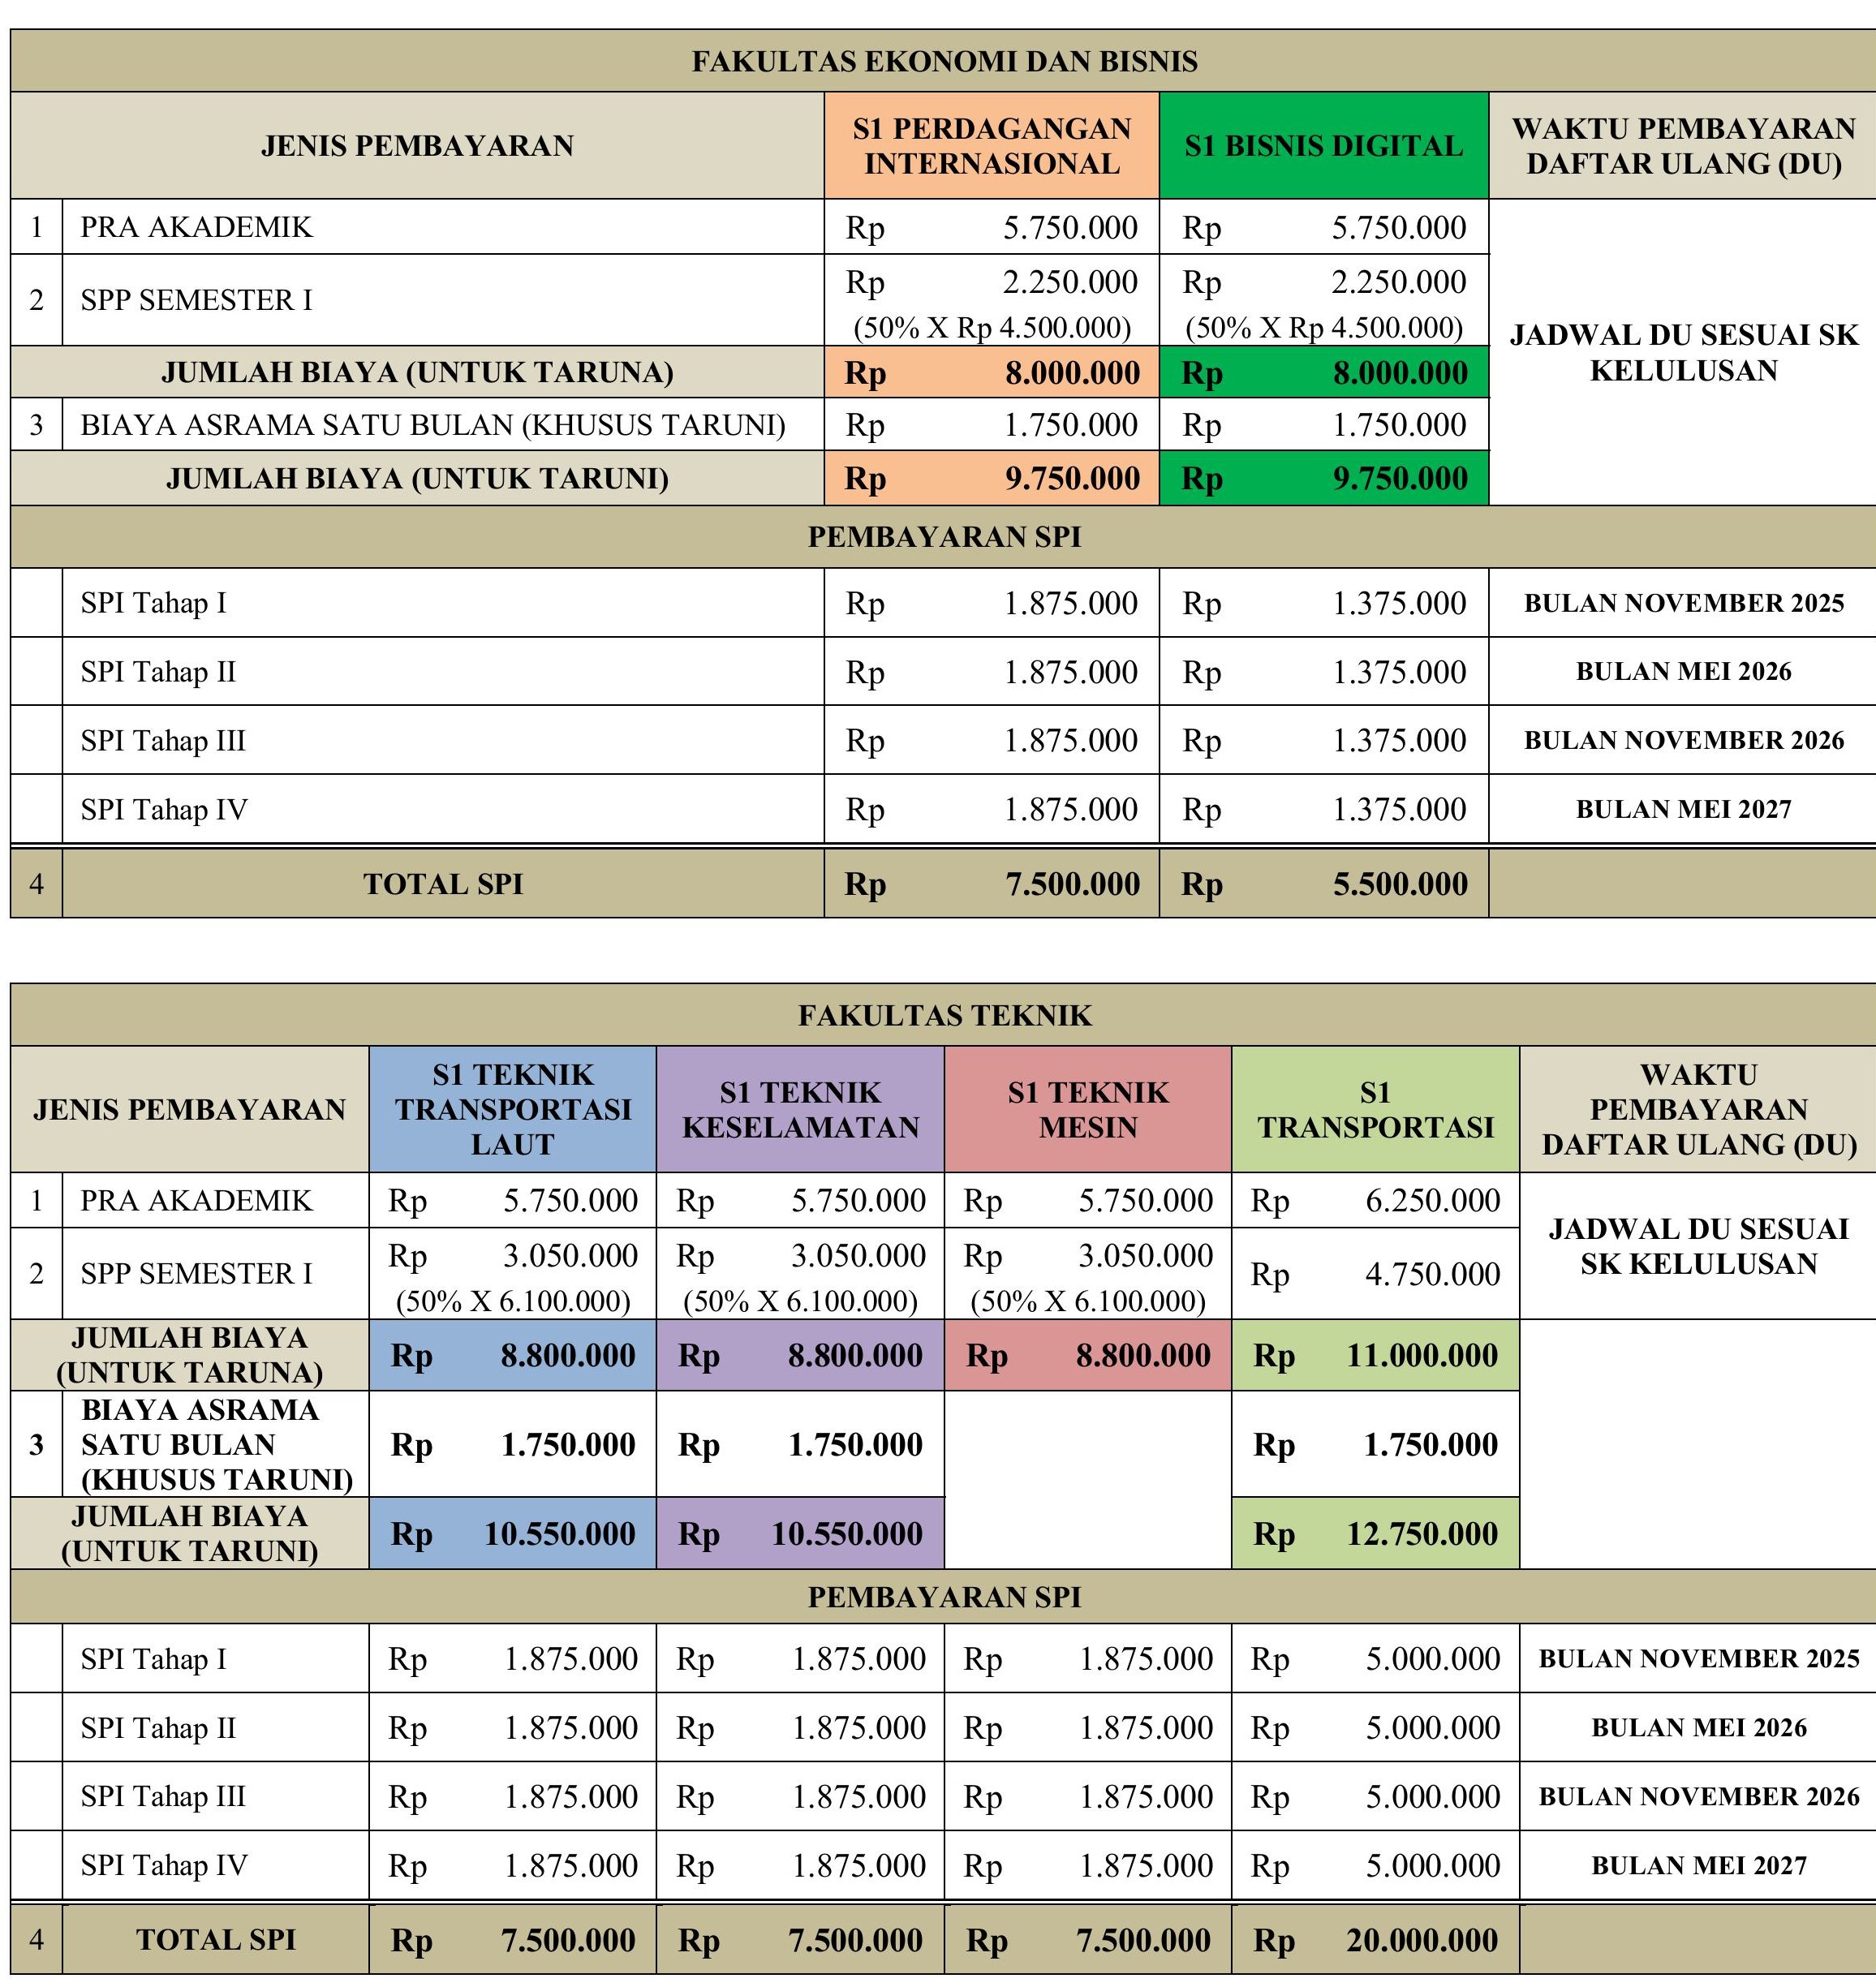 FAKULTAS EKONOMI DAN BISNIS
JENIS PEMBAYARAN
S1 PERDAGANGAN
INTERNASIONAL
S1 BISNIS DIGITAL
WAKTU PEMBAYARAN
DAFTAR ULANG (DU)
1 PRA AKADEMIK Rp 5.750.000 Rp 5.750.000
2 SPP SEMESTER I Rp 2.250.000 Rp 2.250.000
(50% X Rp 4.500.000) (50% X Rp 4.500.000)
JADWAL DU SESUAI SK
KELULUSAN
JUMLAH BIAYA (UNTUK TARUNA) Rp 8.000.000 Rp 8.000.000
3 BIAYA ASRAMA SATU BULAN (KHUSUS TARUNI) Rp 1.750.000 Rp 1.750.000
JUMLAH BIAYA (UNTUK TARUNI) Rp 9.750.000 Rp 9.750.000
PEMBAYARAN SPI
SPI Tahap I Rp 1.875.000 Rp 1.375.000 BULAN NOVEMBER 2025
SPI Tahap II Rp 1.875.000 Rp 1.375.000 BULAN MEI 2026
SPI Tahap III Rp 1.875.000 Rp 1.375.000 BULAN NOVEMBER 2026
SPI Tahap IV Rp 1.875.000 Rp 1.375.000 BULAN MEI 2027
4 TOTAL SPI Rp 7.500.000 Rp 5.500.000
FAKULTAS TEKNIK
JENIS PEMBAYARAN
S1 TEKNIK
TRANSPORTASI
LAUT
S1 TEKNIK
KESELAMATAN
S1 TEKNIK
MESIN
S1
TRANSPORTASI
WAKTU
PEMBAYARAN
DAFTAR ULANG (DU)
1 PRA AKADEMIK Rp 5.750.000 Rp 5.750.000 Rp 5.750.000 Rp 6.250.000
JADWAL DU SESUAI
SK KELULUSAN
2 SPP SEMESTER I Rp 3.050.000 Rp 3.050.000 Rp 3.050.000 Rp 4.750.000
(50% X 6.100.000) (50% X 6.100.000) (50% X 6.100.000)
JUMLAH BIAYA
(UNTUK TARUNA)
Rp 8.800.000 Rp 8.800.000 Rp 8.800.000 Rp 11.000.000
3 BIAYA ASRAMA
SATU BULAN
(KHUSUS TARUNI)
Rp 1.750.000 Rp 1.750.000 Rp 1.750.000
JUMLAH BIAYA
(UNTUK TARUNI)
Rp 10.550.000 Rp 10.550.000 Rp 12.750.000
PEMBAYARAN SPI
SPI Tahap I Rp 1.875.000 Rp 1.875.000 Rp 1.875.000 Rp 5.000.000 BULAN NOVEMBER 2025
SPI Tahap II Rp 1.875.000 Rp 1.875.000 Rp 1.875.000 Rp 5.000.000 BULAN MEI 2026
SPI Tahap III Rp 1.875.000 Rp 1.875.000 Rp 1.875.000 Rp 5.000.000 BULAN NOVEMBER 2026
SPI Tahap IV Rp 1.875.000 Rp 1.875.000 Rp 1.875.000 Rp 5.000.000 BULAN MEI 2027
4 TOTAL SPI Rp 7.500.000 Rp 7.500.000 Rp 7.500.000 Rp 20.000.000